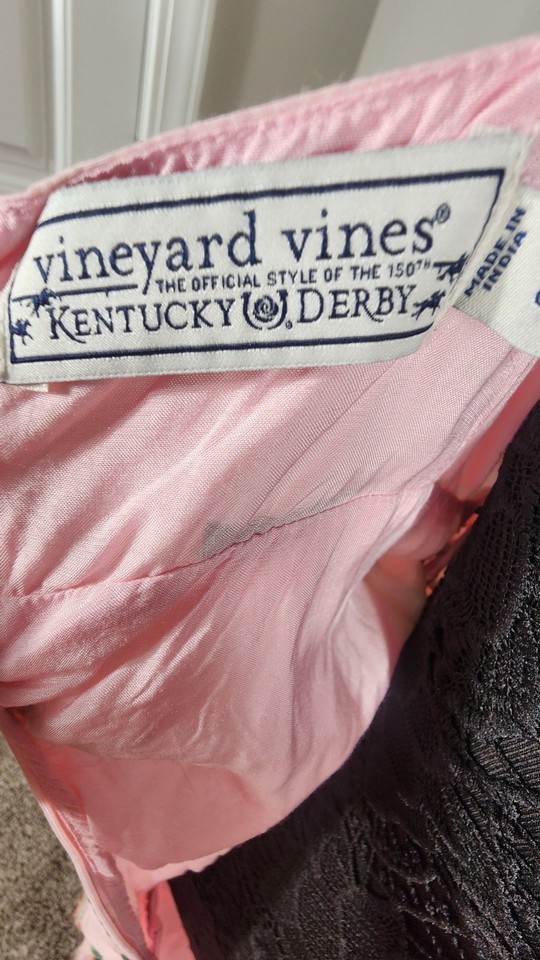 vineyard vines®
THE OFFICIAL STYLE OF THE 150TH
KENTUCKY DERBY®
MADE IN
INDIA